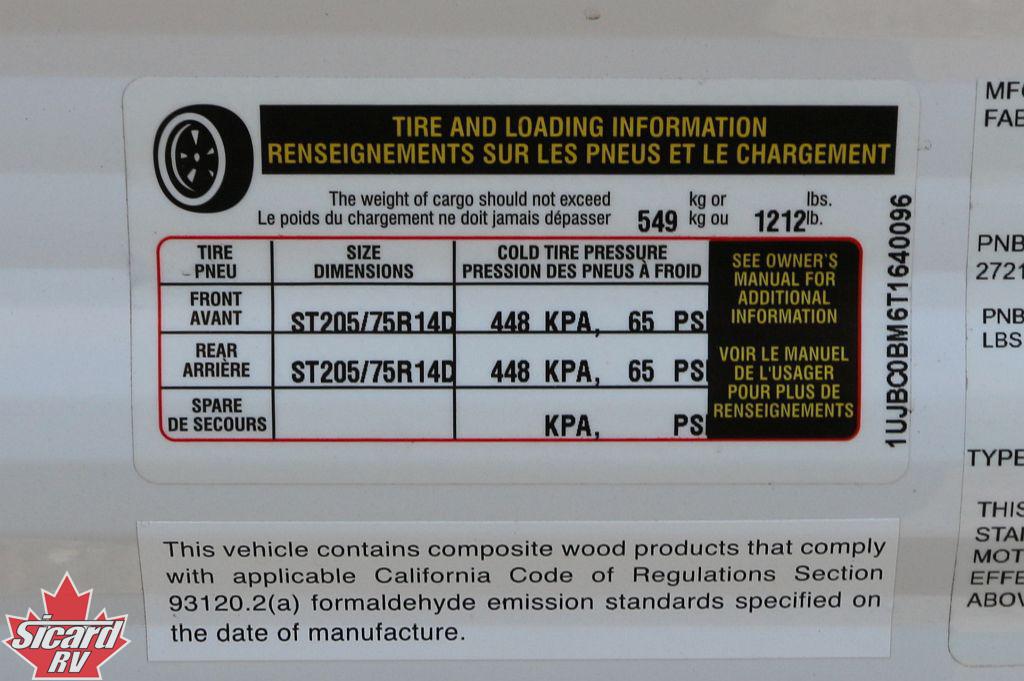 TIRE AND LOADING INFORMATION
RENSEIGNEMENTS SUR LES PNEUS ET LE CHARGEMENT
The weight of cargo should not exceed kg or lbs.
Le poids du chargement ne doit jamais dépasser 549 kg ou 1212 lb.
TIRE SIZE COLD TIRE PRESSURE
PNEU DIMENSIONS PRESSION DES PNEUS À FROID
FRONT
AVANT ST205/75R14D 448 KPA, 65 PSI
REAR
ARRIÈRE ST205/75R14D 448 KPA, 65 PSI
SPARE
DE SECOURS KPA, PSI
SEE OWNER'S
MANUAL FOR
ADDITIONAL
INFORMATION
VOIR LE MANUEL
DE L'USAGER
POUR PLUS DE
RENSEIGNEMENTS
1UJBC0BM6T1640096
This vehicle contains composite wood products that comply
with applicable California Code of Regulations Section
93120.2(a) formaldehyde emission standards specified on
the date of manufacture.
PNB
2721
PNB
LBS
TYPE
THIS
Sicard
RV